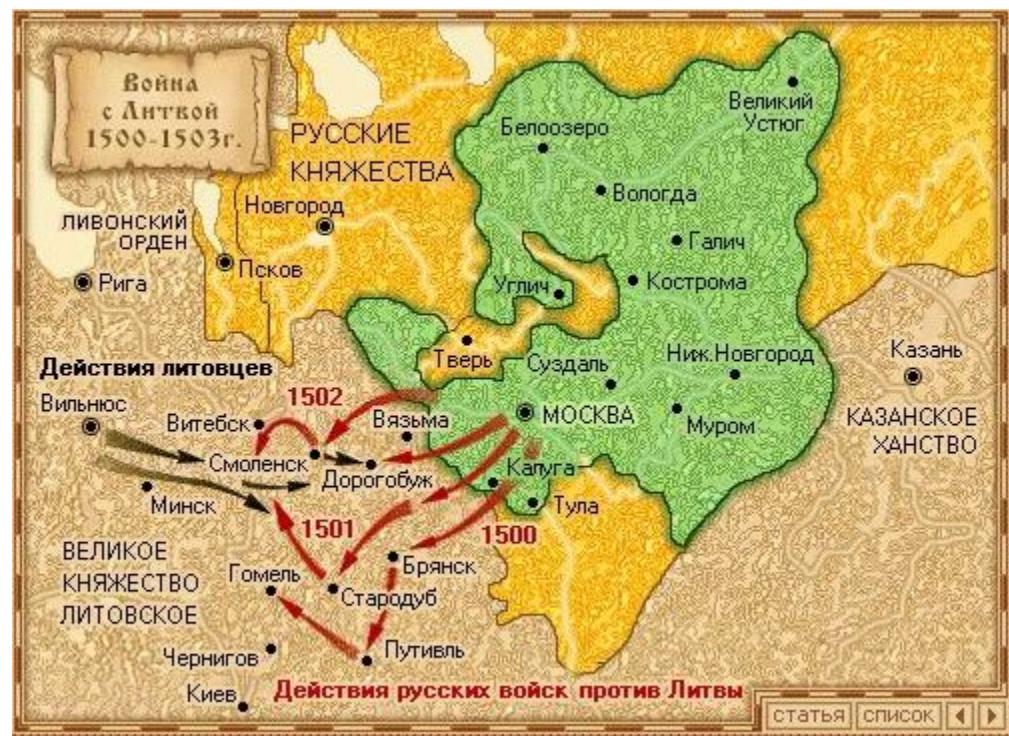 Война
с Литвой
1500-1503г.
РУССКИЕ
КНЯЖЕСТВА
Белоозеро
Великий
Устюг
Вологда
Новгород
ЛИВОНСКИЙ
ОРДЕН
Псков
Рига
Галич
Углич
Кострома
Тверь
Суздаль
Ниж.Новгород
Казань
КАЗАНСКОЕ
ХАНСТВО
Действия литовцев
Вильнюс
1502
Витебск
Вязьма
МОСКВА
Муром
Смоленск
Дорогобуж
Калуга
Минск
Тула
1501
1500
ВЕЛИКОЕ
КНЯЖЕСТВО
ЛИТОВСКОЕ
Гомель
Брянск
Стародуб
Чернигов
Путивль
Киев
Действия русских войск против Литвы
статья список